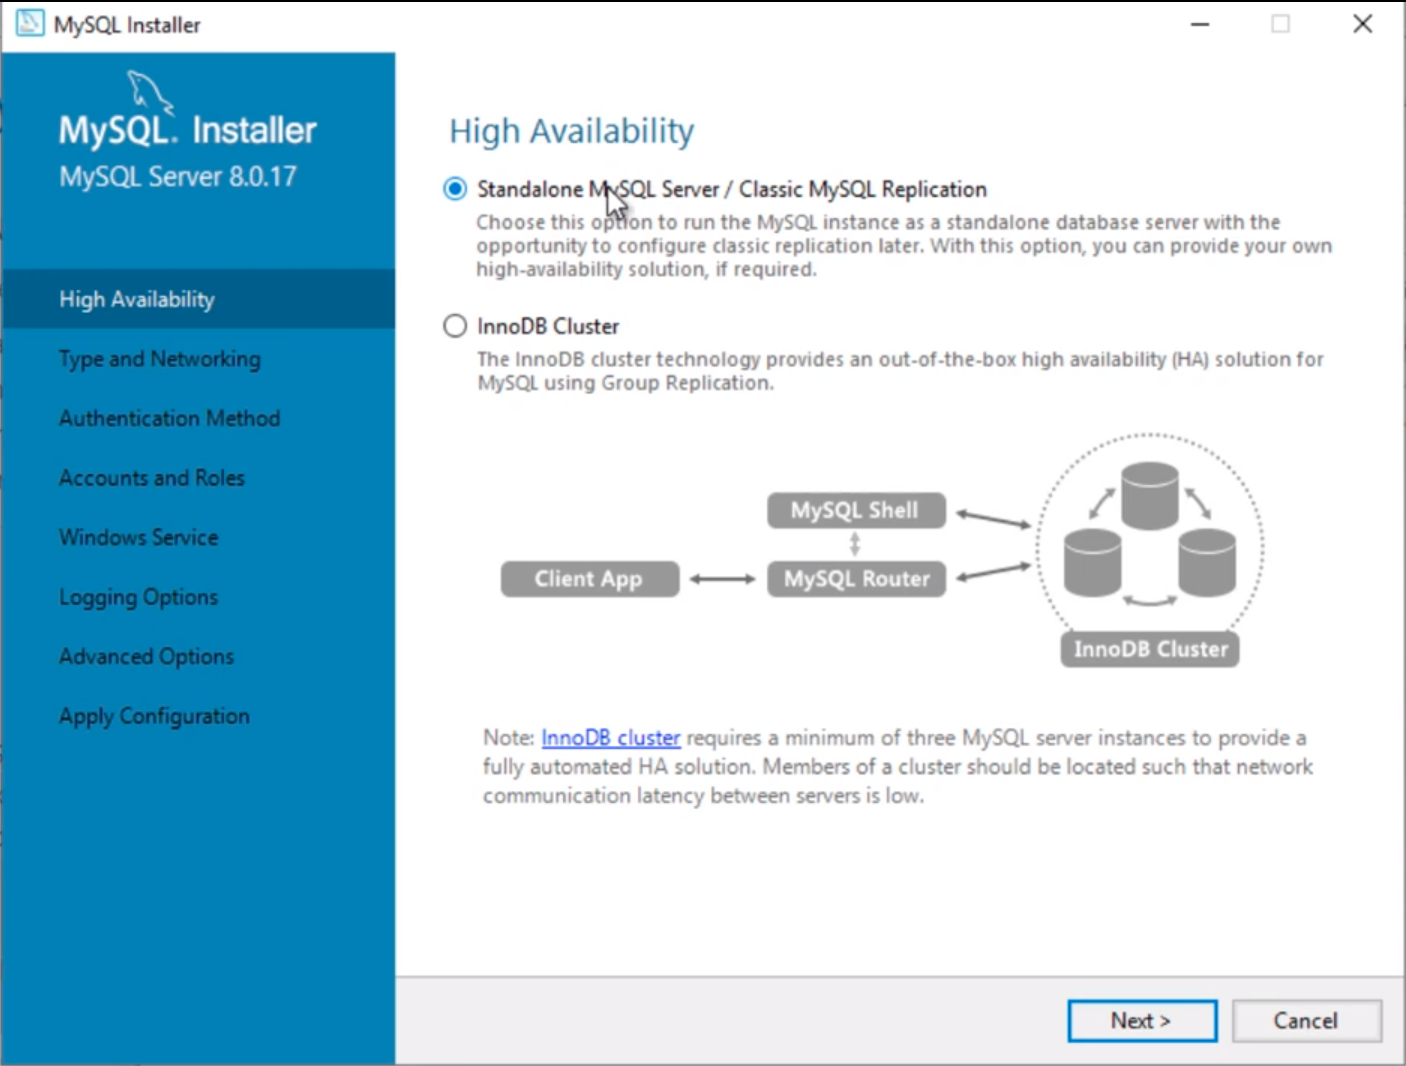 MySQL Installer
MySQL. Installer
MySQL Server 8.0.17
High Availability
Type and Networking
Authentication Method
Accounts and Roles
Windows Service
Logging Options
Advanced Options
Apply Configuration
High Availability
Standalone MySQL Server / Classic MySQL Replication
Choose this option to run the MySQL instance as a standalone database server with the
opportunity to configure classic replication later. With this option, you can provide your own
high-availability solution, if required.
InnoDB Cluster
The InnoDB cluster technology provides an out-of-the-box high availability (HA) solution for
MySQL using Group Replication.
MySQL Shell
Client App
MySQL Router
InnoDB Cluster
Note: InnoDB cluster requires a minimum of three MySQL server instances to provide a
fully automated HA solution. Members of a cluster should be located such that network
communication latency between servers is low.
Next >
Cancel